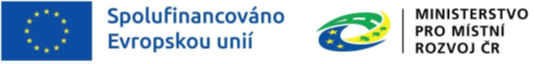 Spolufinancováno
Evropskou unií
MINISTERSTVO
PRO MÍSTNÍ
ROZVOJ ČR